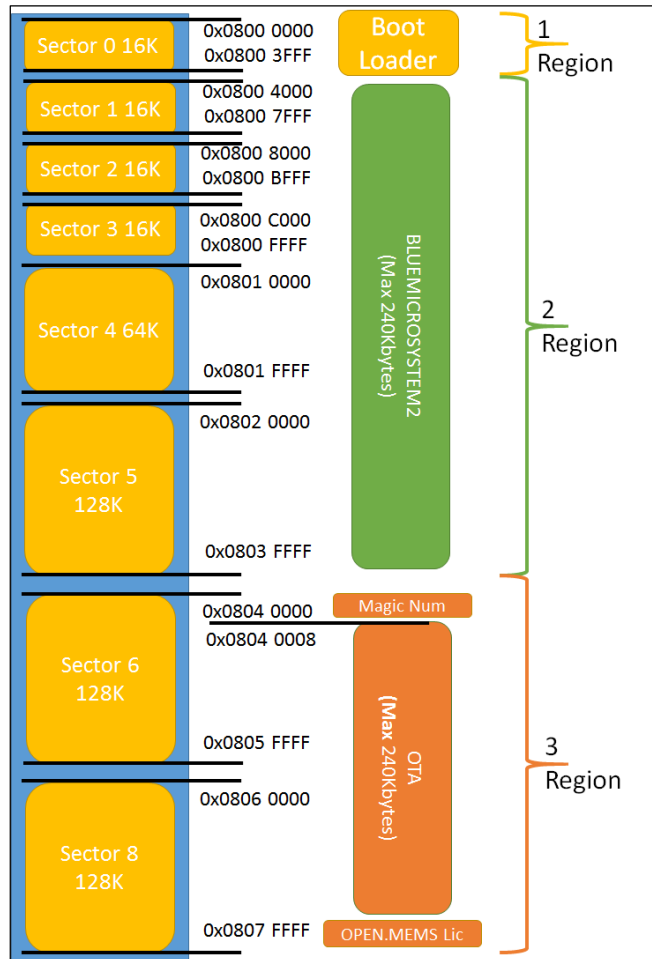 Sector 0 16K
0x0800 0000
0x0800 3FFF
Boot
Loader
1
Region
Sector 1 16K
0x0800 4000
0x0800 7FFF
Sector 2 16K
0x0800 8000
0x0800 BFFF
Sector 3 16K
0x0800 C000
0x0800 FFFF
Sector 4 64K
0x0801 0000
0x0801 FFFF
BLUEMICROSYSTEM2
(Max 240Kbytes)
2
Region
Sector 5
128K
0x0802 0000
0x0803 FFFF
Sector 6
128K
0x0804 0000
0x0804 0008
0x0805 FFFF
Magic Num
OTA
(Max 240Kbytes)
3
Region
Sector 8
128K
0x0806 0000
0x0807 FFFF
OPEN.MEMS Lic